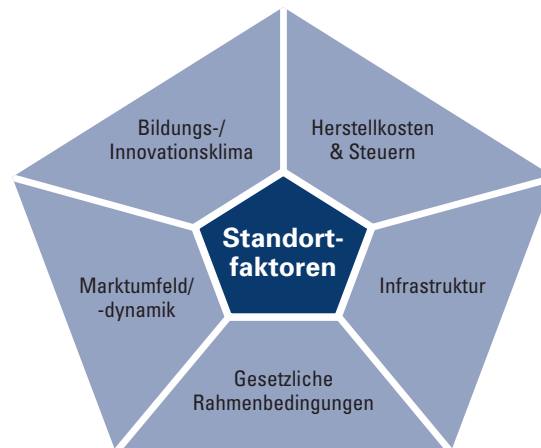 Bildungs-/
Innovationsklima
Herstellkosten
& Steuern
Standort-
faktoren
Marktumfeld/
-dynamik
Infrastruktur
Gesetzliche
Rahmenbedingungen